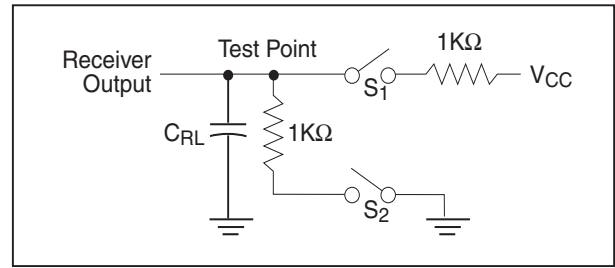 Receiver
Output
Test Point
1KΩ
S1
VCC
CRL
1KΩ
S2